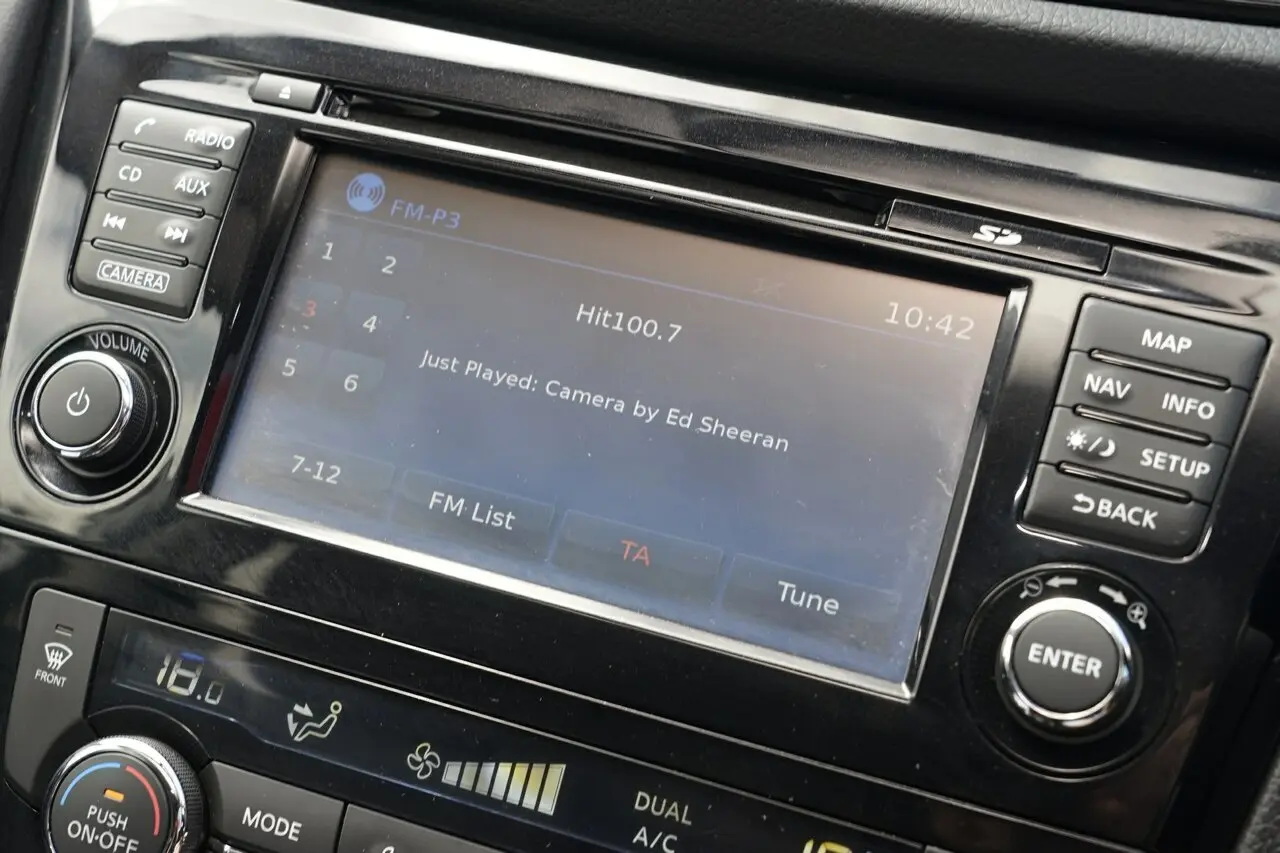 RADIO
CD AUX
CAMERA
VOLUME
FM-P3
10:42
1 2
3 4
5 6
7-12
Hit100.7
Just Played: Camera by Ed Sheeran
FM List
TA
Tune
SD
MAP
NAV INFO
SETUP
BACK
ENTER
FRONT
18.0
PUSH
ON·OFF
MODE
DUAL
A/C